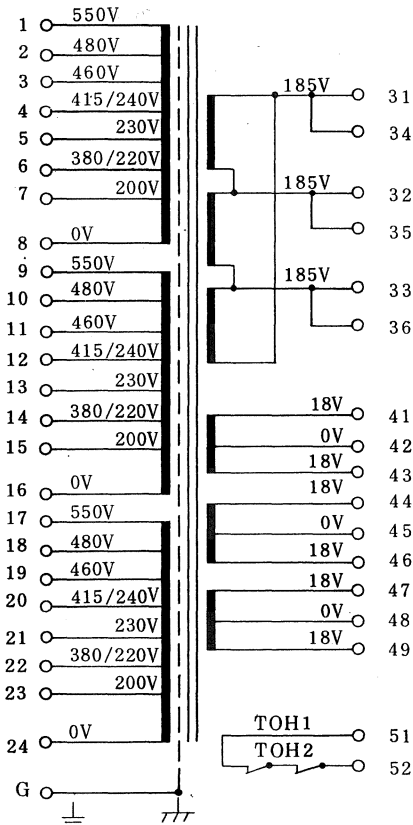 1 550V
2 480V
3 460V
4 415/240V
5 230V
6 380/220V
7 200V
8 0V
9 550V
10 480V
11 460V
12 415/240V
13 230V
14 380/220V
15 200V
16 0V
17 550V
18 480V
19 460V
20 415/240V
21 230V
22 380/220V
23 200V
24 0V
G
185V 31
34
185V 32
35
185V 33
36
18V 41
0V 42
18V 43
18V 44
0V 45
18V 46
18V 47
0V 48
18V 49
TOH1 51
TOH2 52